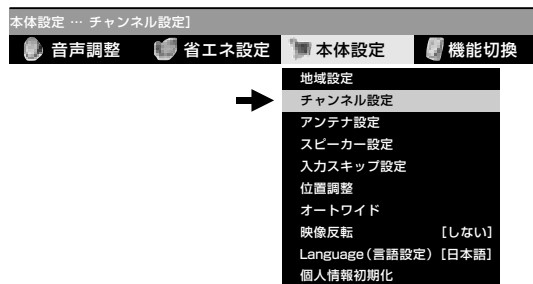 本体設定 … チャンネル設定]
音声調整 省エネ設定 本体設定 機能切換
地域設定
チャンネル設定
アンテナ設定
スピーカー設定
入力スキップ設定
位置調整
オートワイド
映像反転 [しない]
Language(言語設定) [日本語]
個人情報初期化